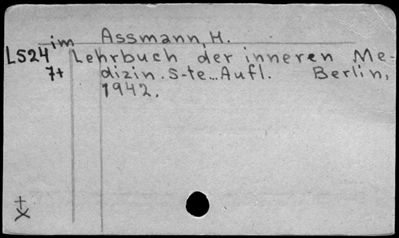 im Assmann, H.
L524 Lehrbuch der inneren Me-
7+ dizin. 5-te Aufl. Berlin,
1942.